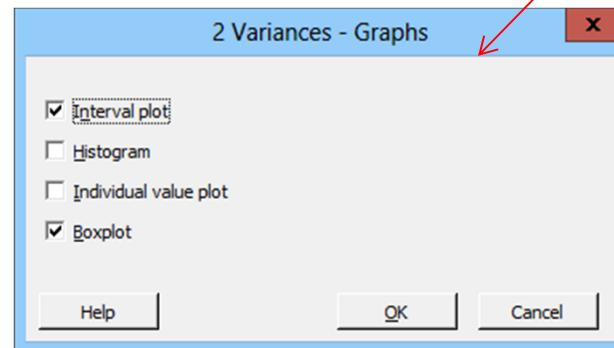 2 Variances - Graphs
x
Interval plot
Histogram
Individual value plot
Boxplot
Help
OK
Cancel